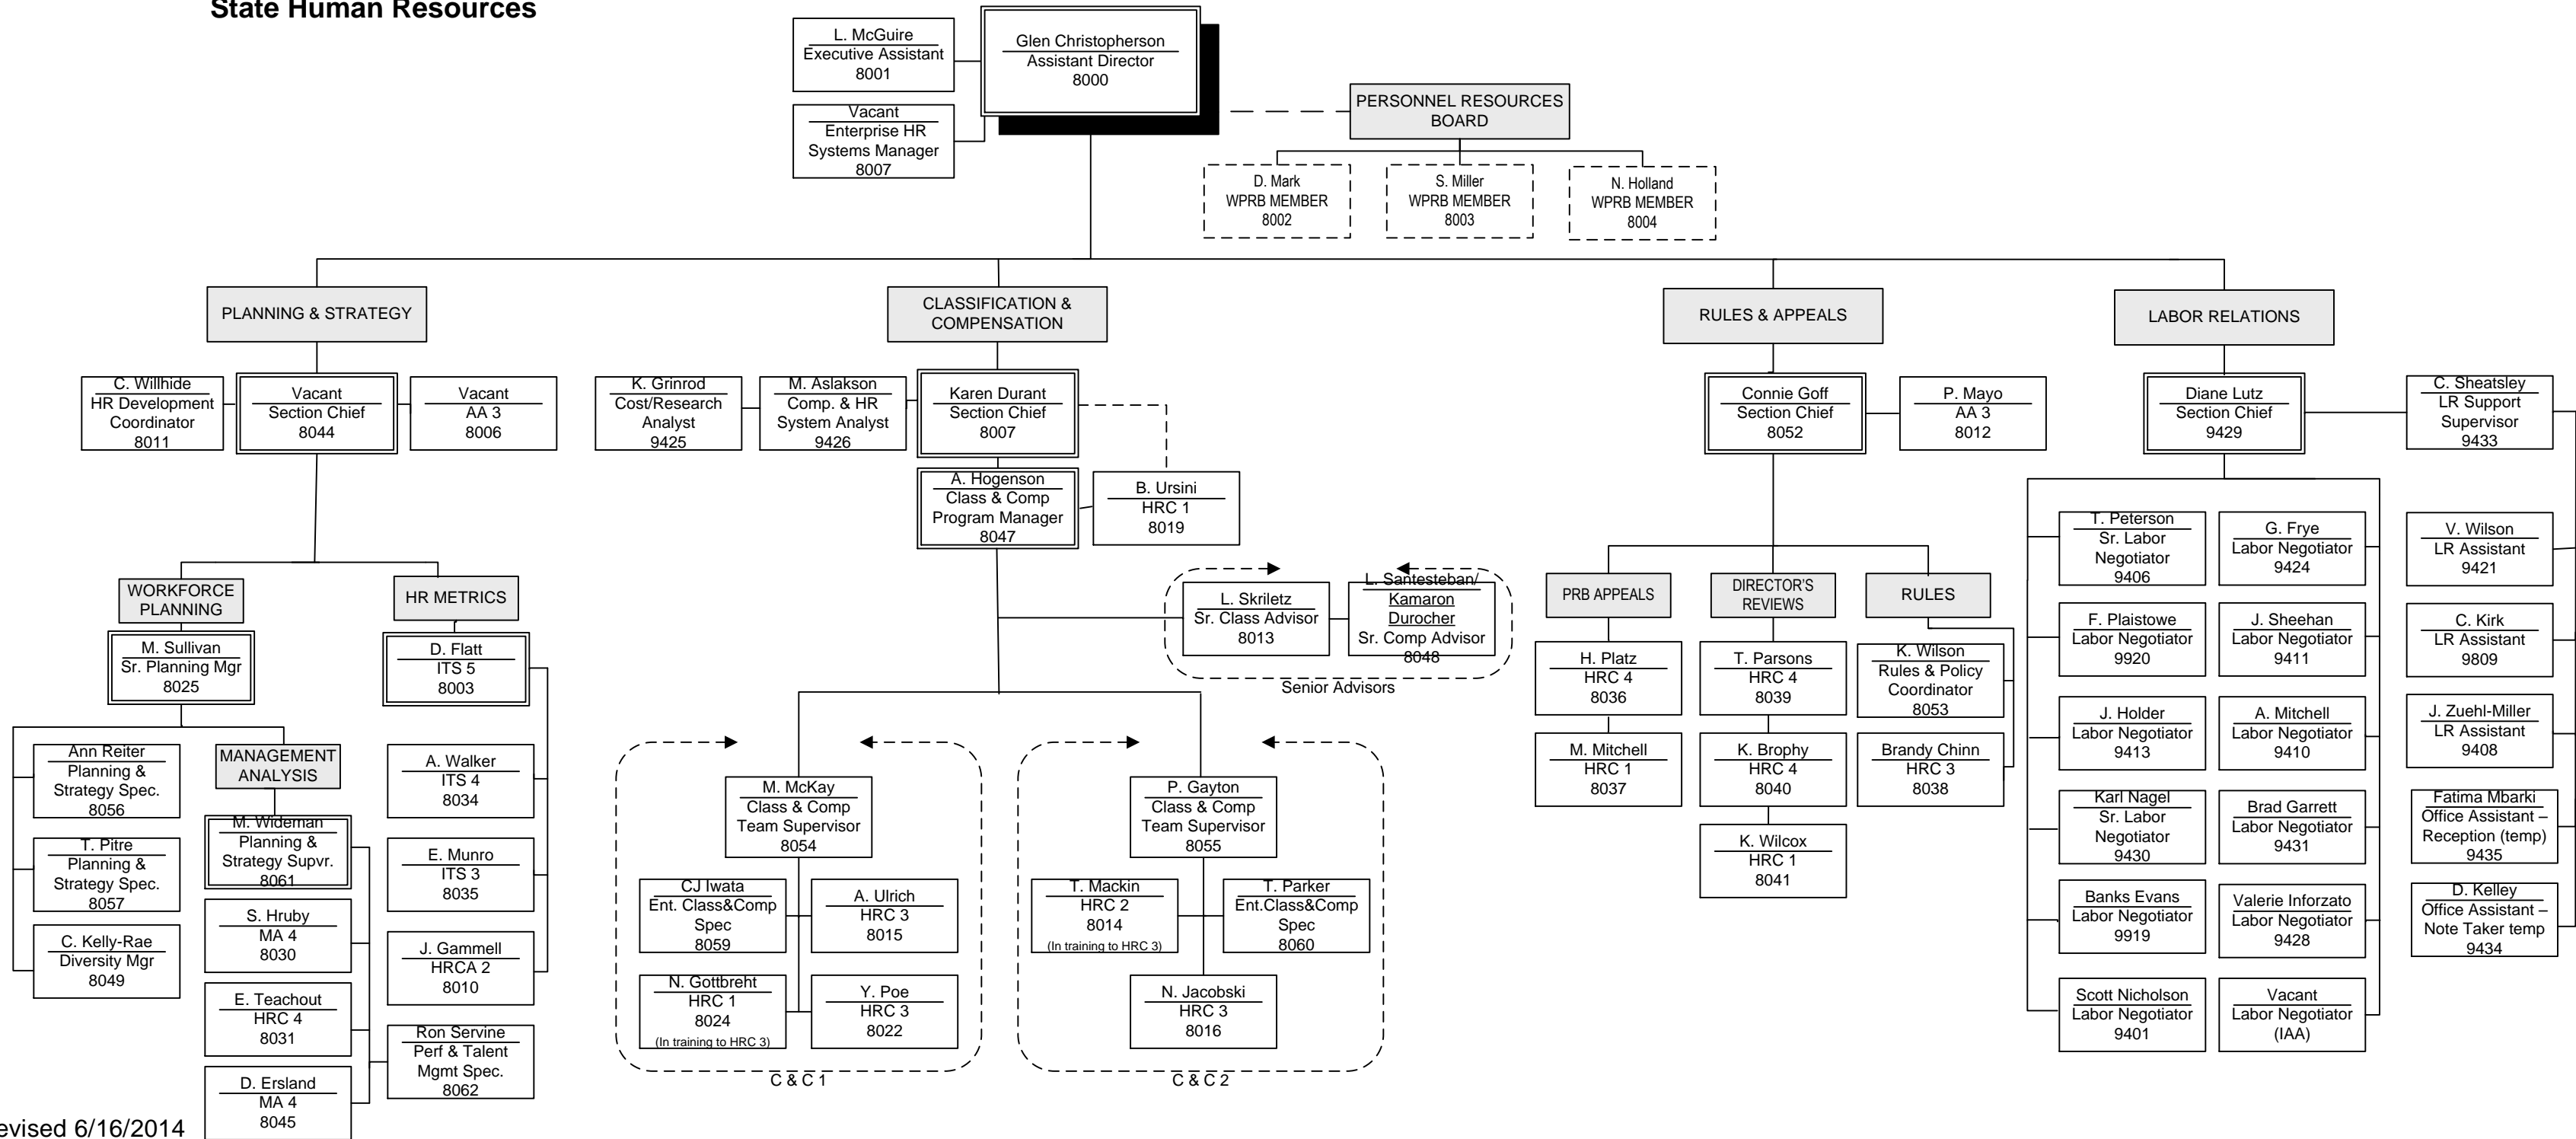 State Human Resources
L. McGuire
Executive Assistant
8001
Glen Christopherson
Assistant Director
8000
Vacant
Enterprise HR
Systems Manager
8007
PERSONNEL RESOURCES
BOARD
D. Mark
WPRB MEMBER
8002
S. Miller
WPRB MEMBER
8003
N. Holland
WPRB MEMBER
8004
PLANNING & STRATEGY
C. Willhide
HR Development
Coordinator
8011
Vacant
Section Chief
8044
Vacant
AA 3
8006
WORKFORCE
PLANNING
M. Sullivan
Sr. Planning Mgr
8025
Ann Reiter
Planning &
Strategy Spec.
8056
T. Pitre
Planning &
Strategy Spec.
8057
C. Kelly-Rae
Diversity Mgr
8049
MANAGEMENT
ANALYSIS
M. Wideman
Planning &
Strategy Supvr.
8061
S. Hruby
MA 4
8030
E. Teachout
HRC 4
8031
D. Ersland
MA 4
8045
HR METRICS
D. Flatt
ITS 5
8003
A. Walker
ITS 4
8034
E. Munro
ITS 3
8035
J. Gammell
HRCA 2
8010
Ron Servine
Perf & Talent
Mgmt Spec.
8062
CLASSIFICATION &
COMPENSATION
K. Grinrod
Cost/Research
Analyst
9425
M. Aslakson
Comp. & HR
System Analyst
9426
Karen Durant
Section Chief
8007
A. Hogenson
Class & Comp
Program Manager
8047
B. Ursini
HRC 1
8019
L. Skriletz
Sr. Class Advisor
8013
L. Santesteban/
Kamaron
Durocher
Sr. Comp Advisor
8048
Senior Advisors
M. McKay
Class & Comp
Team Supervisor
8054
CJ Iwata
Ent. Class&Comp
Spec
8059
A. Ulrich
HRC 3
8015
N. Gottbreht
HRC 1
8024
(In training to HRC 3)
Y. Poe
HRC 3
8022
C & C 1
P. Gayton
Class & Comp
Team Supervisor
8055
T. Mackin
HRC 2
8014
(In training to HRC 3)
T. Parker
Ent.Class&Comp
Spec
8060
N. Jacobski
HRC 3
8016
C & C 2
RULES & APPEALS
Connie Goff
Section Chief
8052
P. Mayo
AA 3
8012
PRB APPEALS
H. Platz
HRC 4
8036
M. Mitchell
HRC 1
8037
DIRECTOR'S
REVIEWS
T. Parsons
HRC 4
8039
K. Brophy
HRC 4
8040
K. Wilcox
HRC 1
8041
RULES
K. Wilson
Rules & Policy
Coordinator
8053
Brandy Chinn
HRC 3
8038
LABOR RELATIONS
Diane Lutz
Section Chief
9429
C. Sheatsley
LR Support
Supervisor
9433
T. Peterson
Sr. Labor
Negotiator
9406
G. Frye
Labor Negotiator
9424
V. Wilson
LR Assistant
9421
F. Plaistowe
Labor Negotiator
9920
J. Sheehan
Labor Negotiator
9411
C. Kirk
LR Assistant
9809
J. Holder
Labor Negotiator
9413
A. Mitchell
Labor Negotiator
9410
J. Zuehl-Miller
LR Assistant
9408
Karl Nagel
Sr. Labor
Negotiator
9430
Brad Garrett
Labor Negotiator
9431
Fatima Mbarki
Office Assistant –
Reception (temp)
9435
Banks Evans
Labor Negotiator
9919
Valerie Inforzato
Labor Negotiator
9428
D. Kelley
Office Assistant –
Note Taker temp
9434
Scott Nicholson
Labor Negotiator
9401
Vacant
Labor Negotiator
(IAA)
evised 6/16/2014